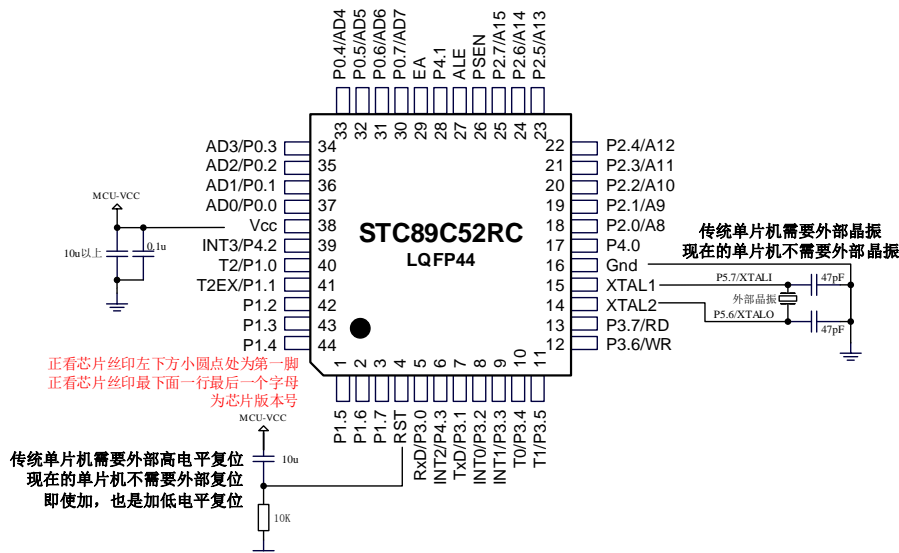 P0.4/AD4
P0.5/AD5
P0.6/AD6
P0.7/AD7
EA
P4.1
ALE
PSEN
P2.7/A15
P2.6/A14
P2.5/A13
33
32
31
30
29
28
27
26
25
24
23
AD3/P0.3 34
AD2/P0.2 35
AD1/P0.1 36
AD0/P0.0 37
Vcc 38
INT3/P4.2 39
T2/P1.0 40
T2EX/P1.1 41
P1.2 42
P1.3 43
P1.4 44
MCU-VCC
10u以上
0.1u
STC89C52RC
LQFP44
22 P2.4/A12
21 P2.3/A11
20 P2.2/A10
19 P2.1/A9
18 P2.0/A8
17 P4.0
16 Gnd
15 XTAL1
14 XTAL2
13 P3.7/RD
12 P3.6/WR
传统单片机需要外部晶振
现在的单片机不需要外部晶振
P5.7/XTALI
47pF
外部晶振
P5.6/XTALO
47pF
正看芯片丝印左下方小圆点处为第一脚
正看芯片丝印最下面一行最后一个字母
为芯片版本号
1
2
3
4
5
6
7
8
9
10
11
P1.5
P1.6
P1.7
RST
RxD/P3.0
INT2/P4.3
TxD/P3.1
INT0/P3.2
INT1/P3.3
T0/P3.4
T1/P3.5
MCU-VCC
10u
传统单片机需要外部高电平复位
现在的单片机不需要外部复位
即使加，也是加低电平复位
10K